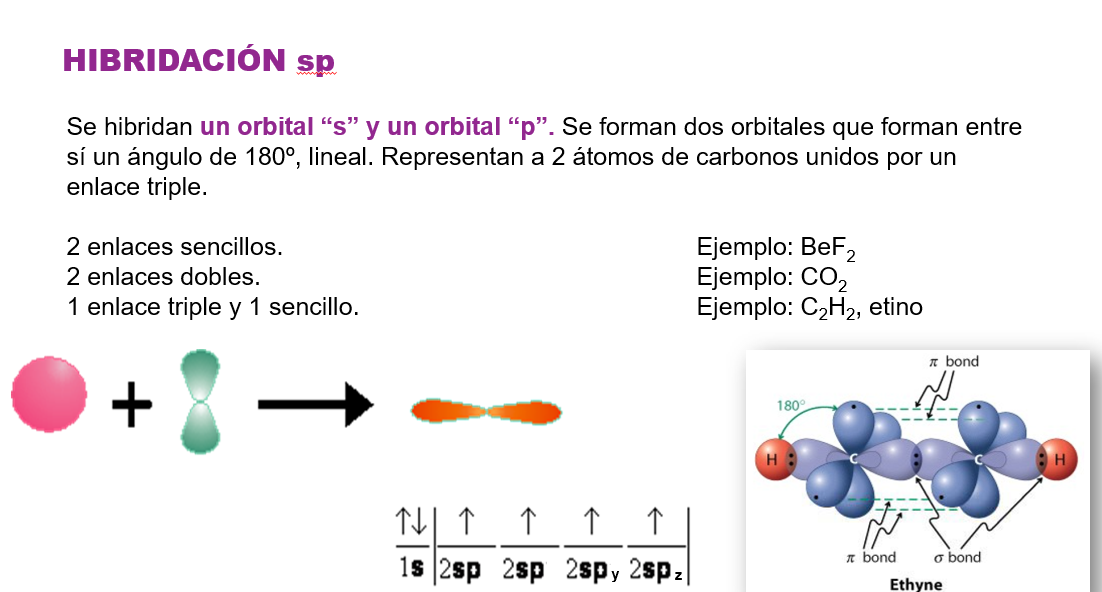 HIBRIDACIÓN sp
Se hibridan un orbital “s” y un orbital “p”. Se forman dos orbitales que forman entre
sí un ángulo de 180º, lineal. Representan a 2 átomos de carbonos unidos por un
enlace triple.
2 enlaces sencillos.
Ejemplo: BeF₂
2 enlaces dobles.
Ejemplo: CO₂
1 enlace triple y 1 sencillo.
Ejemplo: C₂H₂, etino
+
π bond
180°
H C C H
π bond σ bond
Ethyne
↑↓ ↑ ↑ ↑ ↑
1s 2sp 2sp 2sp y 2sp z